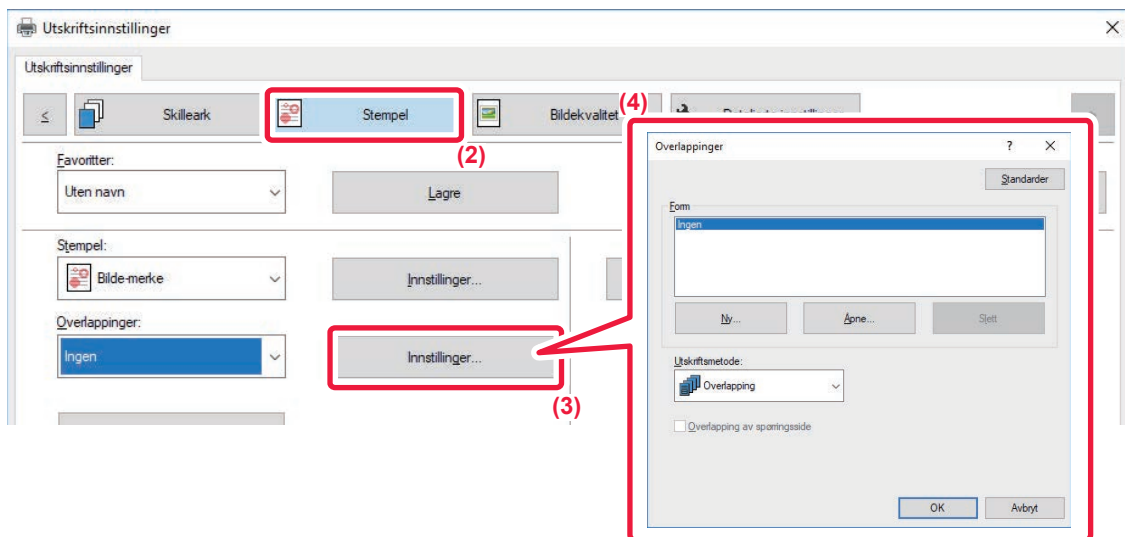 Utskriftsinnstillinger
Utskriftsinnstillinger
<
Skilleark
Stempel
Bildekvalitet
(2)
(4)
Favoritter:
Uten navn
Lagre
Stempel:
Bilde-merke
Innstillinger...
Overlappinger:
Ingen
Innstillinger...
(3)
Overlappinger
?
Standarder
Form
Ingen
Ny...
Åpne...
Slett
Utskriftsmetode:
Overlapping
Overlapping av spørringsside
OK
Avbryt